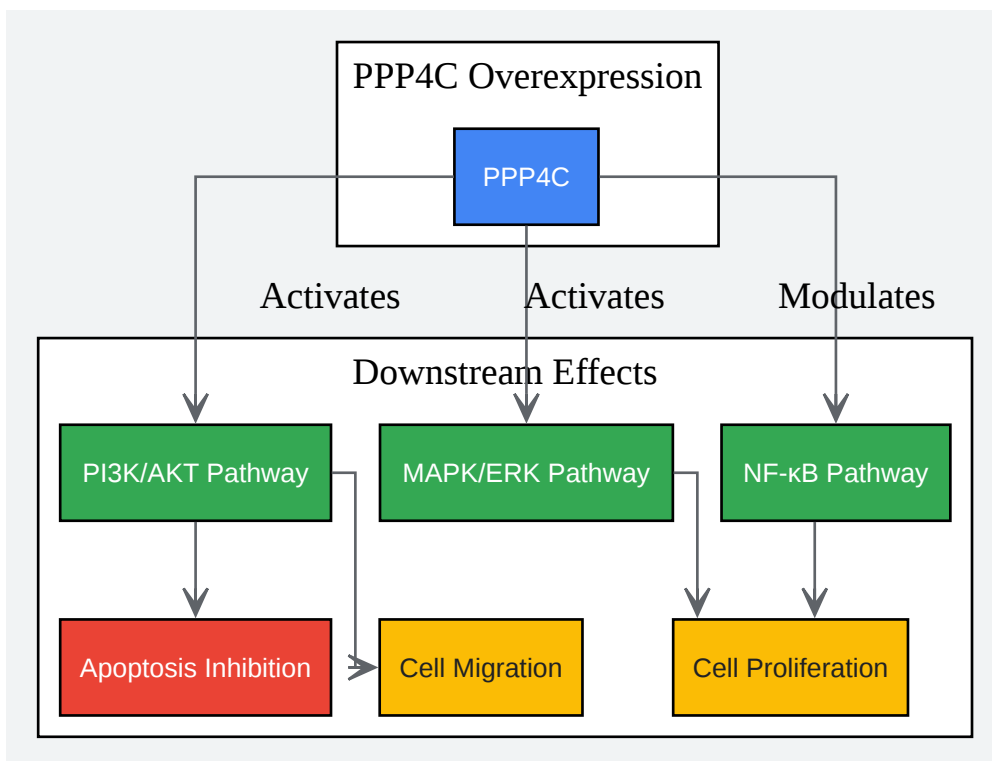 PPP4C Overexpression
PPP4C
Activates
Activates
Modulates
Downstream Effects
PI3K/AKT Pathway
MAPK/ERK Pathway
NF-κB Pathway
Apoptosis Inhibition
Cell Migration
Cell Proliferation